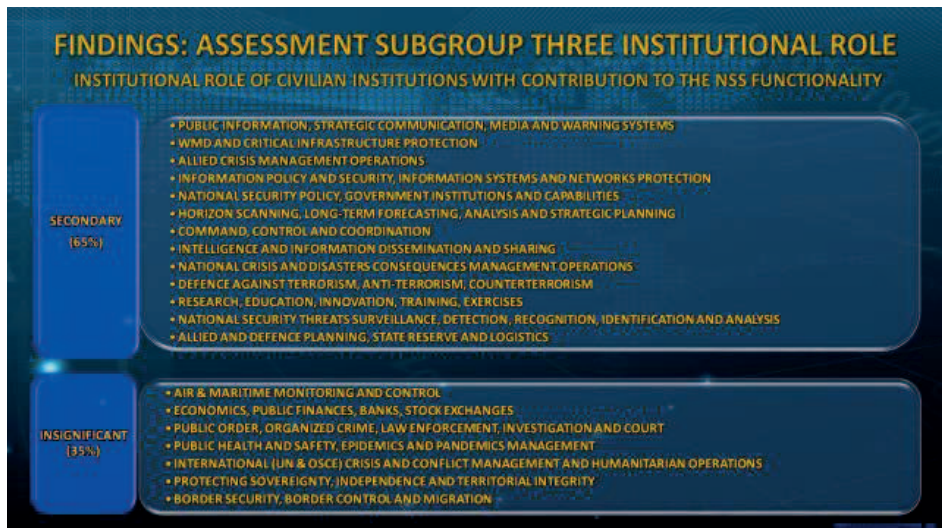 FINDINGS: ASSESSMENT SUBGROUP THREE INSTITUTIONAL ROLE
INSTITUTIONAL ROLE OF CIVILIAN INSTITUTIONS WITH CONTRIBUTION TO THE NSS FUNCTIONALITY
SECONDARY
(65%)
• PUBLIC INFORMATION, STRATEGIC COMMUNICATION, MEDIA AND WARNING SYSTEMS
• WMD AND CRITICAL INFRASTRUCTURE PROTECTION
• ALLIED CRISIS MANAGEMENT OPERATIONS
• INFORMATION POLICY AND SECURITY, INFORMATION SYSTEMS AND NETWORKS PROTECTION
• NATIONAL SECURITY POLICY, GOVERNMENT INSTITUTIONS AND CAPABILITIES
• HORIZON SCANNING, LONG-TERM FORECASTING, ANALYSIS AND STRATEGIC PLANNING
• COMMAND, CONTROL AND COORDINATION
• INTELLIGENCE AND INFORMATION DISSEMINATION AND SHARING
• NATIONAL CRISIS AND DISASTERS CONSEQUENCES MANAGEMENT OPERATIONS
• DEFENCE AGAINST TERRORISM, ANTI-TERRORISM, COUNTERTERRORISM
• RESEARCH, EDUCATION, INNOVATION, TRAINING, EXERCISES
• NATIONAL SECURITY THREATS SURVEILLANCE, DETECTION, RECOGNITION, IDENTIFICATION AND ANALYSIS
• ALLIED AND DEFENCE PLANNING, STATE RESERVE AND LOGISTICS
INSIGNIFICANT
(35%)
• AIR & MARITIME MONITORING AND CONTROL
• ECONOMICS, PUBLIC FINANCES, BANKS, STOCK EXCHANGES
• PUBLIC ORDER, ORGANIZED CRIME, LAW ENFORCEMENT, INVESTIGATION AND COURT
• PUBLIC HEALTH AND SAFETY, EPIDEMICS AND PANDEMICS MANAGEMENT
• INTERNATIONAL (UN & OSCE) CRISIS AND CONFLICT MANAGEMENT AND HUMANITARIAN OPERATIONS
• PROTECTING SOVEREIGNTY, INDEPENDENCE AND TERRITORIAL INTEGRITY
• BORDER SECURITY, BORDER CONTROL AND MIGRATION